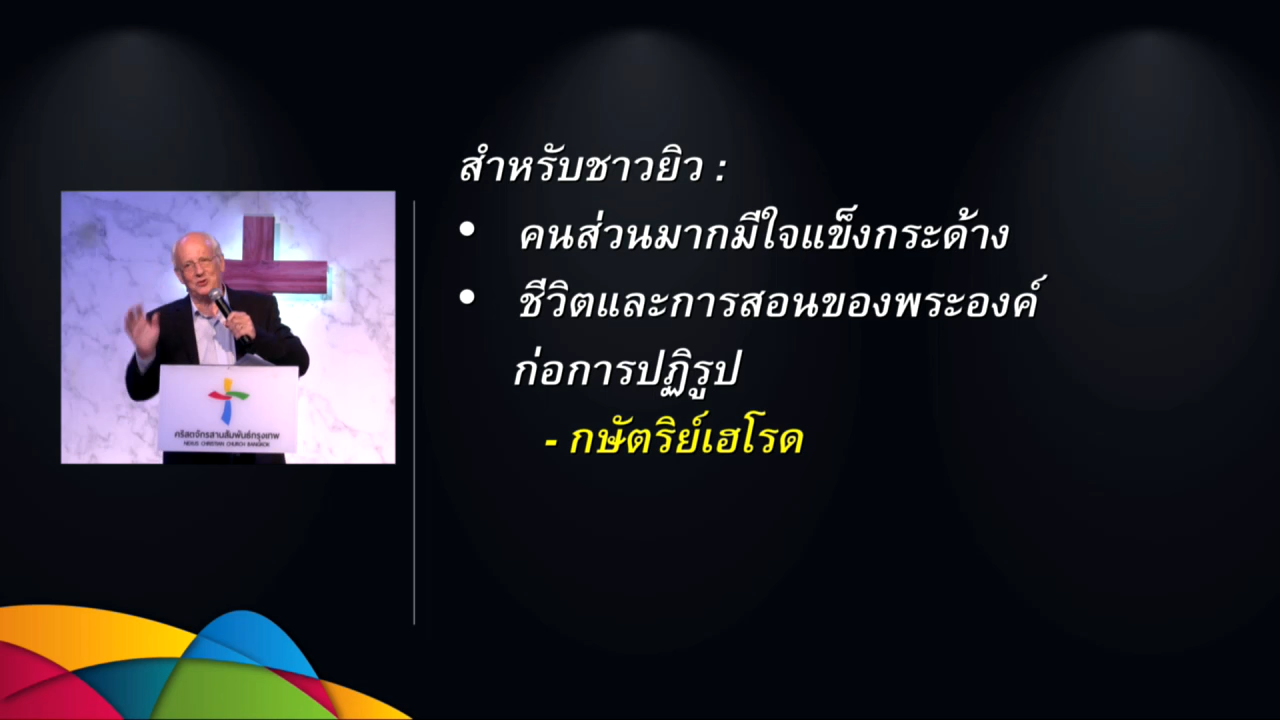 สำหรับชาวยิว :
• คนส่วนมากมีใจแข็งกระด้าง
• ชีวิตและการสอนของพระองค์
ก่อการปฏิรูป
- กษัตริย์เฮโรด
คริสตจักรสานสัมพันธ์กรุงเทพ
NEXUS CHRISTIAN CHURCH BANGKOK